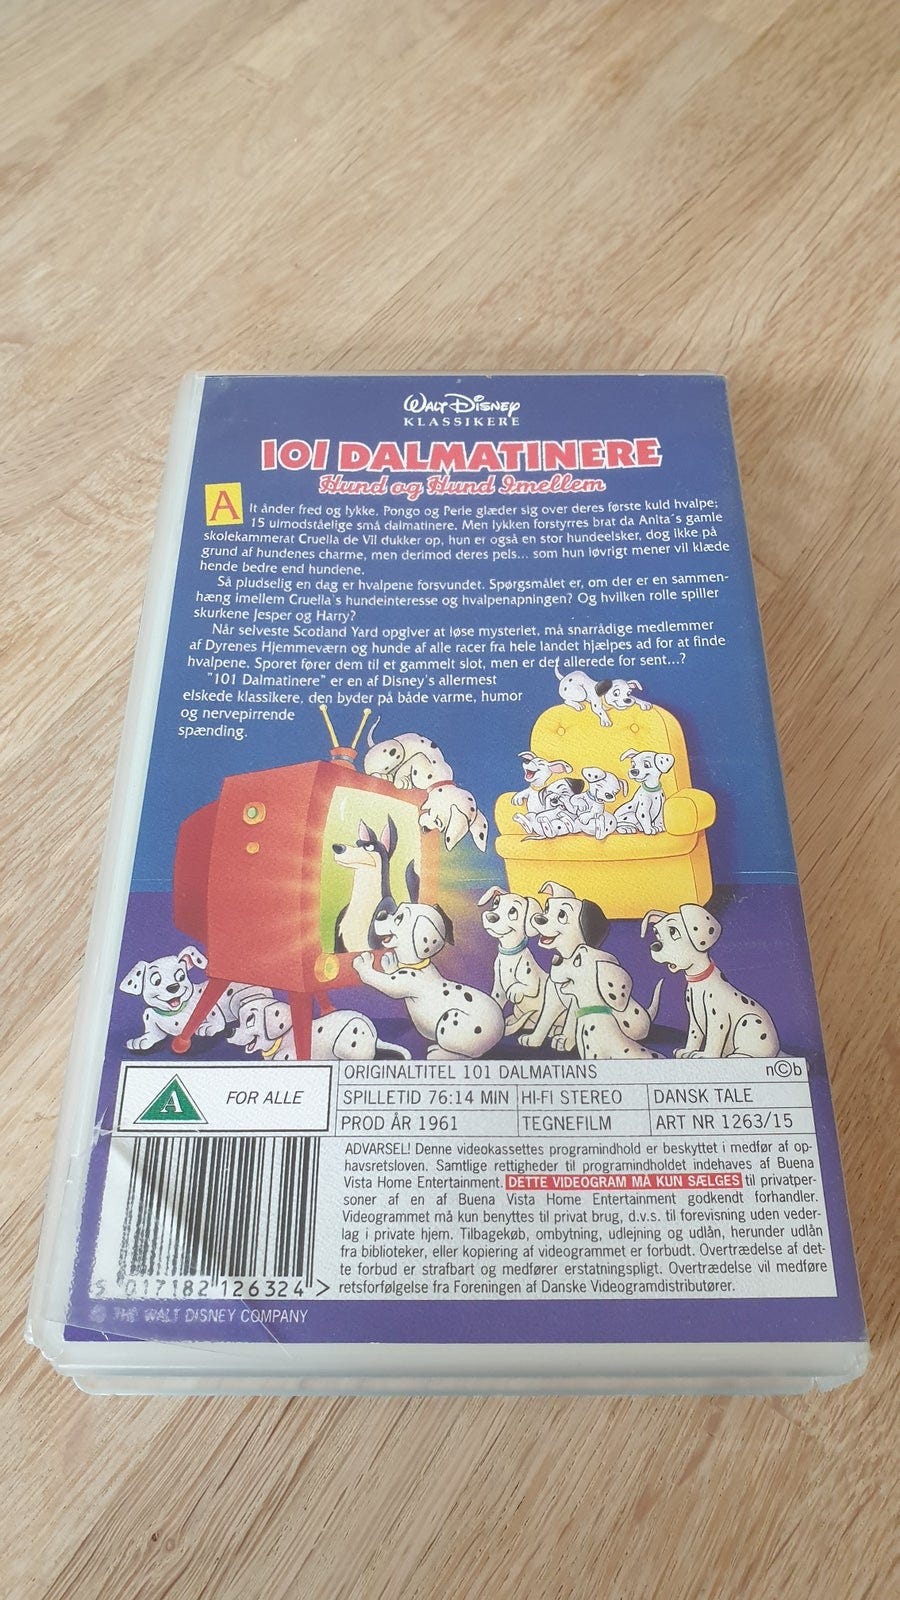 Walt Disney
KLASSIKERE
101 DALMATINERE
Hund og Hund Imellem
Alt ånder fred og lykke. Pongo og Perle glæder sig over deres første kuld hvalpe;
15 uimodståelige små dalmatinere. Men lykken forstyrres brat da Anita´s gamle
skolekammerat Cruella de Vil dukker op, hun er også en stor hundeelsker, dog ikke på
grund af hundenes charme, men derimod deres pels... som hun iøvrigt mener vil klæde
hende bedre end hundene.
Så pludselig en dag er hvalpene forsvundet. Spørgsmålet er, om der er en sammen-
hæng imellem Cruella´s hundeinteresse og hvalpenapningen? Og hvilken rolle spiller
skurkene Jesper og Harry?
Når selveste Scotland Yard opgiver at løse mysteriet, må snarrådige medlemmer
af Dyrenes Hjemmeværn og hunde af alle racer fra hele landet hjælpes ad for at finde
hvalpene. Sporet fører dem til et gammelt slot, men er det allerede for sent...?
"101 Dalmatinere" er en af Disney's allermest
elskede klassikere, den byder på både varme, humor
og nervepirrende
spænding.
A FOR ALLE
ORIGINALTITEL 101 DALMATIANS n©b
SPILLETID 76:14 MIN HI-FI STEREO DANSK TALE
PROD ÅR 1961 TEGNEFILM ART NR 1263/15
ADVARSEL! Denne videokassettes programindhold er beskyttet i medfør af op-
havsretsloven. Samtlige rettigheder til programindholdet indehaves af Buena
Vista Home Entertainment. DETTE VIDEOGRAM MÅ KUN SÆLGES til privatper-
soner af en af Buena Vista Home Entertainment godkendt forhandler.
Videogrammet må kun benyttes til privat brug, d.v.s. til forevisning uden veder-
lag i private hjem. Tilbagekøb, ombytning, udlejning og udlån, herunder udlån
fra biblioteker, eller kopiering af videogrammet er forbudt. Overtrædelse af det-
te forbud er strafbart og medfører erstatningspligt. Overtrædelse vil medføre
retsforfølgelse fra Foreningen af Danske Videogramdistributører.
5 017182 126324 >
© THE WALT DISNEY COMPANY